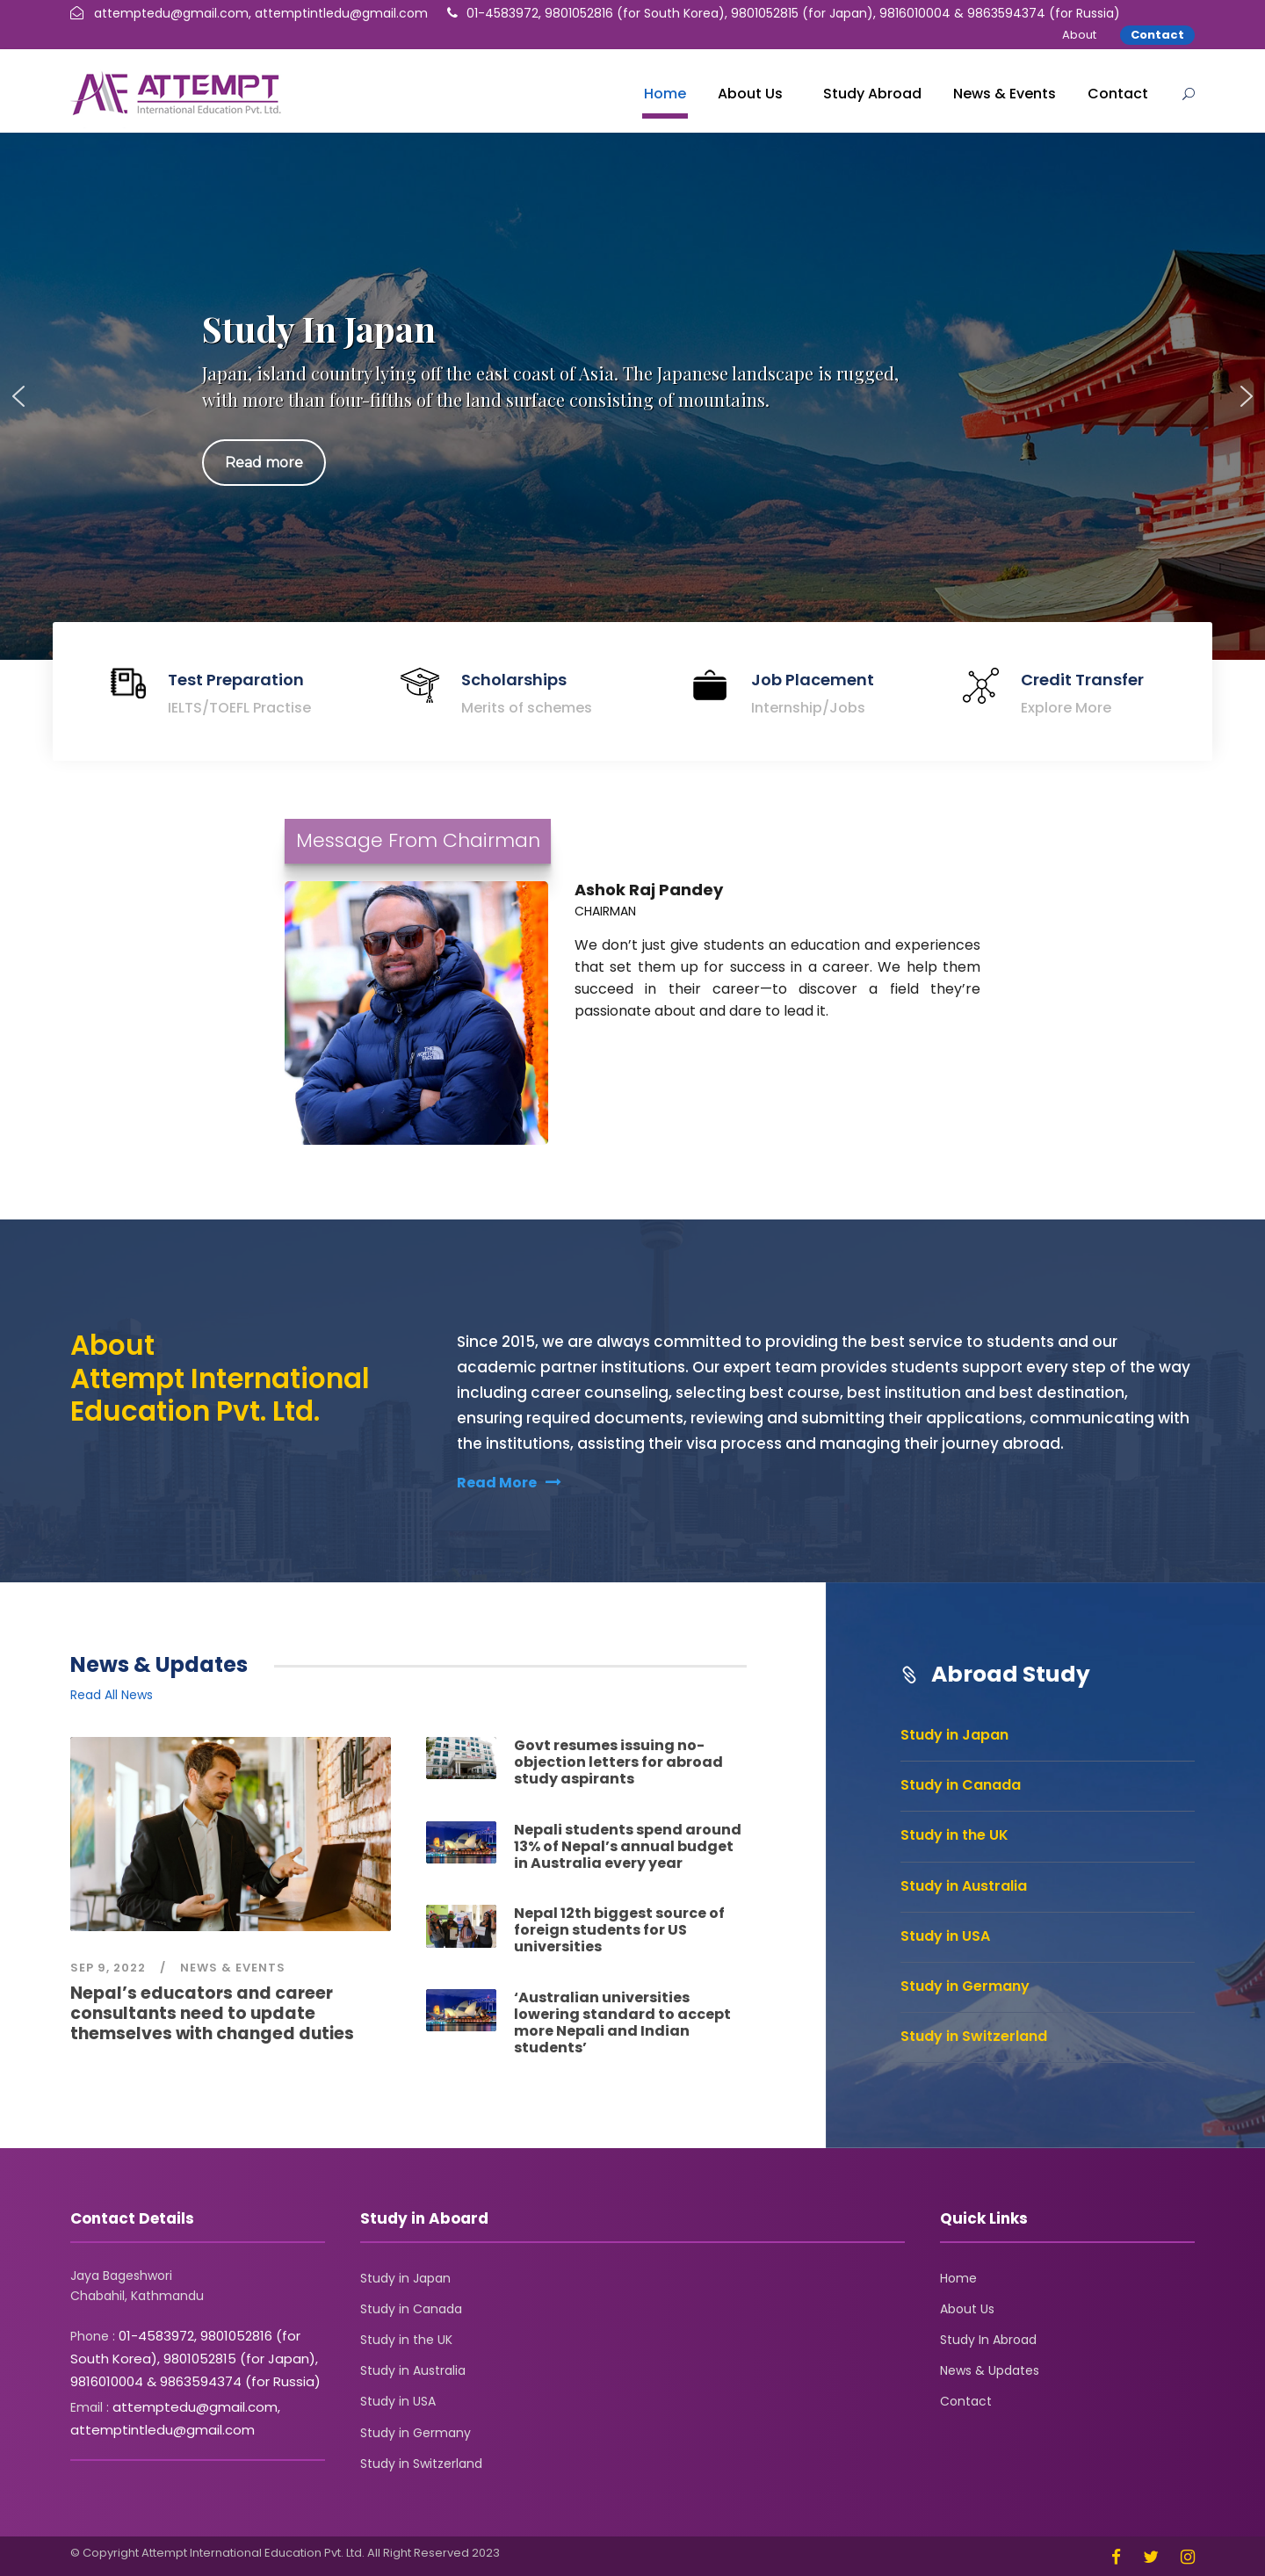 attemptedu@gmail.com, attemptintledu@gmail.com 01-4583972, 9801052816 (for South Korea), 9801052815 (for Japan), 9816010004 & 9863594374 (for Russia)
About Contact
ATTEMPT
International Education Pvt. Ltd.
Home About Us Study Abroad News & Events Contact
Study In Japan
Japan, island country lying off the east coast of Asia. The Japanese landscape is rugged,
with more than four-fifths of the land surface consisting of mountains.
Read more
Test Preparation
IELTS/TOEFL Practise
Scholarships
Merits of schemes
Job Placement
Internship/Jobs
Credit Transfer
Explore More
Message From Chairman
THE NORTH FACE
Ashok Raj Pandey
CHAIRMAN
We don’t just give students an education and experiences
that set them up for success in a career. We help them
succeed in their career—to discover a field they’re
passionate about and dare to lead it.
About
Attempt International
Education Pvt. Ltd.
Since 2015, we are always committed to providing the best service to students and our
academic partner institutions. Our expert team provides students support every step of the way
including career counseling, selecting best course, best institution and best destination,
ensuring required documents, reviewing and submitting their applications, communicating with
the institutions, assisting their visa process and managing their journey abroad.
Read More
News & Updates
Read All News
SEP 9, 2022 / NEWS & EVENTS
Nepal’s educators and career
consultants need to update
themselves with changed duties
Govt resumes issuing no-
objection letters for abroad
study aspirants
Nepali students spend around
13% of Nepal’s annual budget
in Australia every year
Nepal 12th biggest source of
foreign students for US
universities
‘Australian universities
lowering standard to accept
more Nepali and Indian
students’
Abroad Study
Study in Japan
Study in Canada
Study in the UK
Study in Australia
Study in USA
Study in Germany
Study in Switzerland
Contact Details
Jaya Bageshwori
Chabahil, Kathmandu
Phone : 01-4583972, 9801052816 (for
South Korea), 9801052815 (for Japan),
9816010004 & 9863594374 (for Russia)
Email : attemptedu@gmail.com,
attemptintledu@gmail.com
Study in Aboard
Study in Japan
Study in Canada
Study in the UK
Study in Australia
Study in USA
Study in Germany
Study in Switzerland
Quick Links
Home
About Us
Study In Abroad
News & Updates
Contact
© Copyright Attempt International Education Pvt. Ltd. All Right Reserved 2023